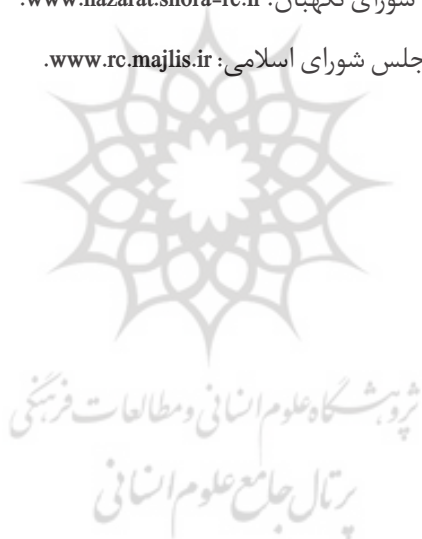 شورای نگهبان: www.nazarat.shora-rc.ir.
جلس شورای اسلامی: www.rc.majlis.ir.
پژوهشگاه علوم انسانی و مطالعات فرهنگی
پرتال جامع علوم انسانی